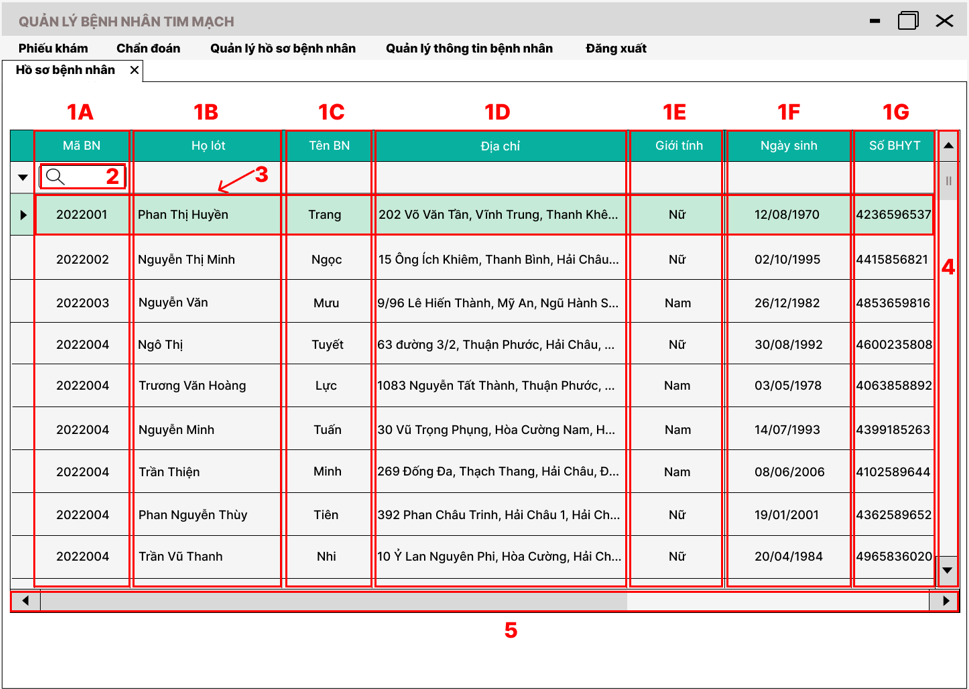 QUẢN LÝ BỆNH NHÂN TIM MẠCH
Phiếu khám Chẩn đoán Quản lý hồ sơ bệnh nhân Quản lý thông tin bệnh nhân Đăng xuất
Hồ sơ bệnh nhân
1A 1B 1C 1D 1E 1F 1G
Mã BN Họ lót Tên BN Địa chỉ Giới tính Ngày sinh Số BHYT
2 3
2022001 Phan Thị Huyền Trang 202 Võ Văn Tần, Vĩnh Trung, Thanh Khê... Nữ 12/08/1970 4236596537
2022002 Nguyễn Thị Minh Ngọc 15 Ông Ích Khiêm, Thanh Bình, Hải Châu... Nữ 02/10/1995 4415856821
4
2022003 Nguyễn Văn Mưu 9/96 Lê Hiến Thành, Mỹ An, Ngũ Hành S... Nam 26/12/1982 4853659816
2022004 Ngô Thị Tuyết 63 đường 3/2, Thuận Phước, Hải Châu, ... Nữ 30/08/1992 4600235808
2022004 Trương Văn Hoàng Lực 1083 Nguyễn Tất Thành, Thuận Phước, ... Nam 03/05/1978 4063858892
2022004 Nguyễn Minh Tuấn 30 Vũ Trọng Phụng, Hòa Cường Nam, H... Nam 14/07/1993 4399185263
2022004 Trần Thiện Minh 269 Đống Đa, Thạch Thang, Hải Châu, Đ... Nam 08/06/2006 4102589644
2022004 Phan Nguyễn Thùy Tiên 392 Phan Châu Trinh, Hải Châu 1, Hải Ch... Nữ 19/01/2001 4362589652
2022004 Trần Vũ Thanh Nhi 10 Ỷ Lan Nguyên Phi, Hòa Cường, Hải Ch... Nữ 20/04/1984 4965836020
5